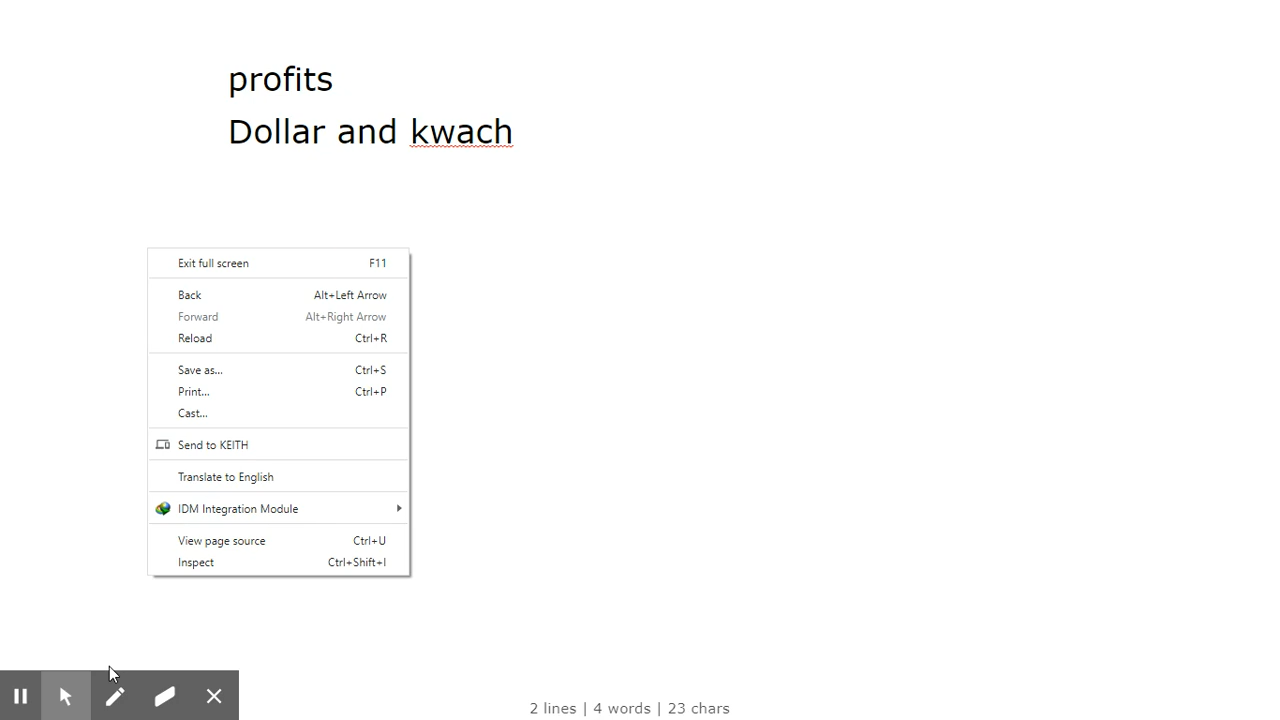 profits
Dollar and kwach
Exit full screen F11
Back Alt+Left Arrow
Forward Alt+Right Arrow
Reload Ctrl+R
Save as... Ctrl+S
Print... Ctrl+P
Cast...
Send to KEITH
Translate to English
IDM Integration Module
View page source Ctrl+U
Inspect Ctrl+Shift+I
2 lines | 4 words | 23 chars